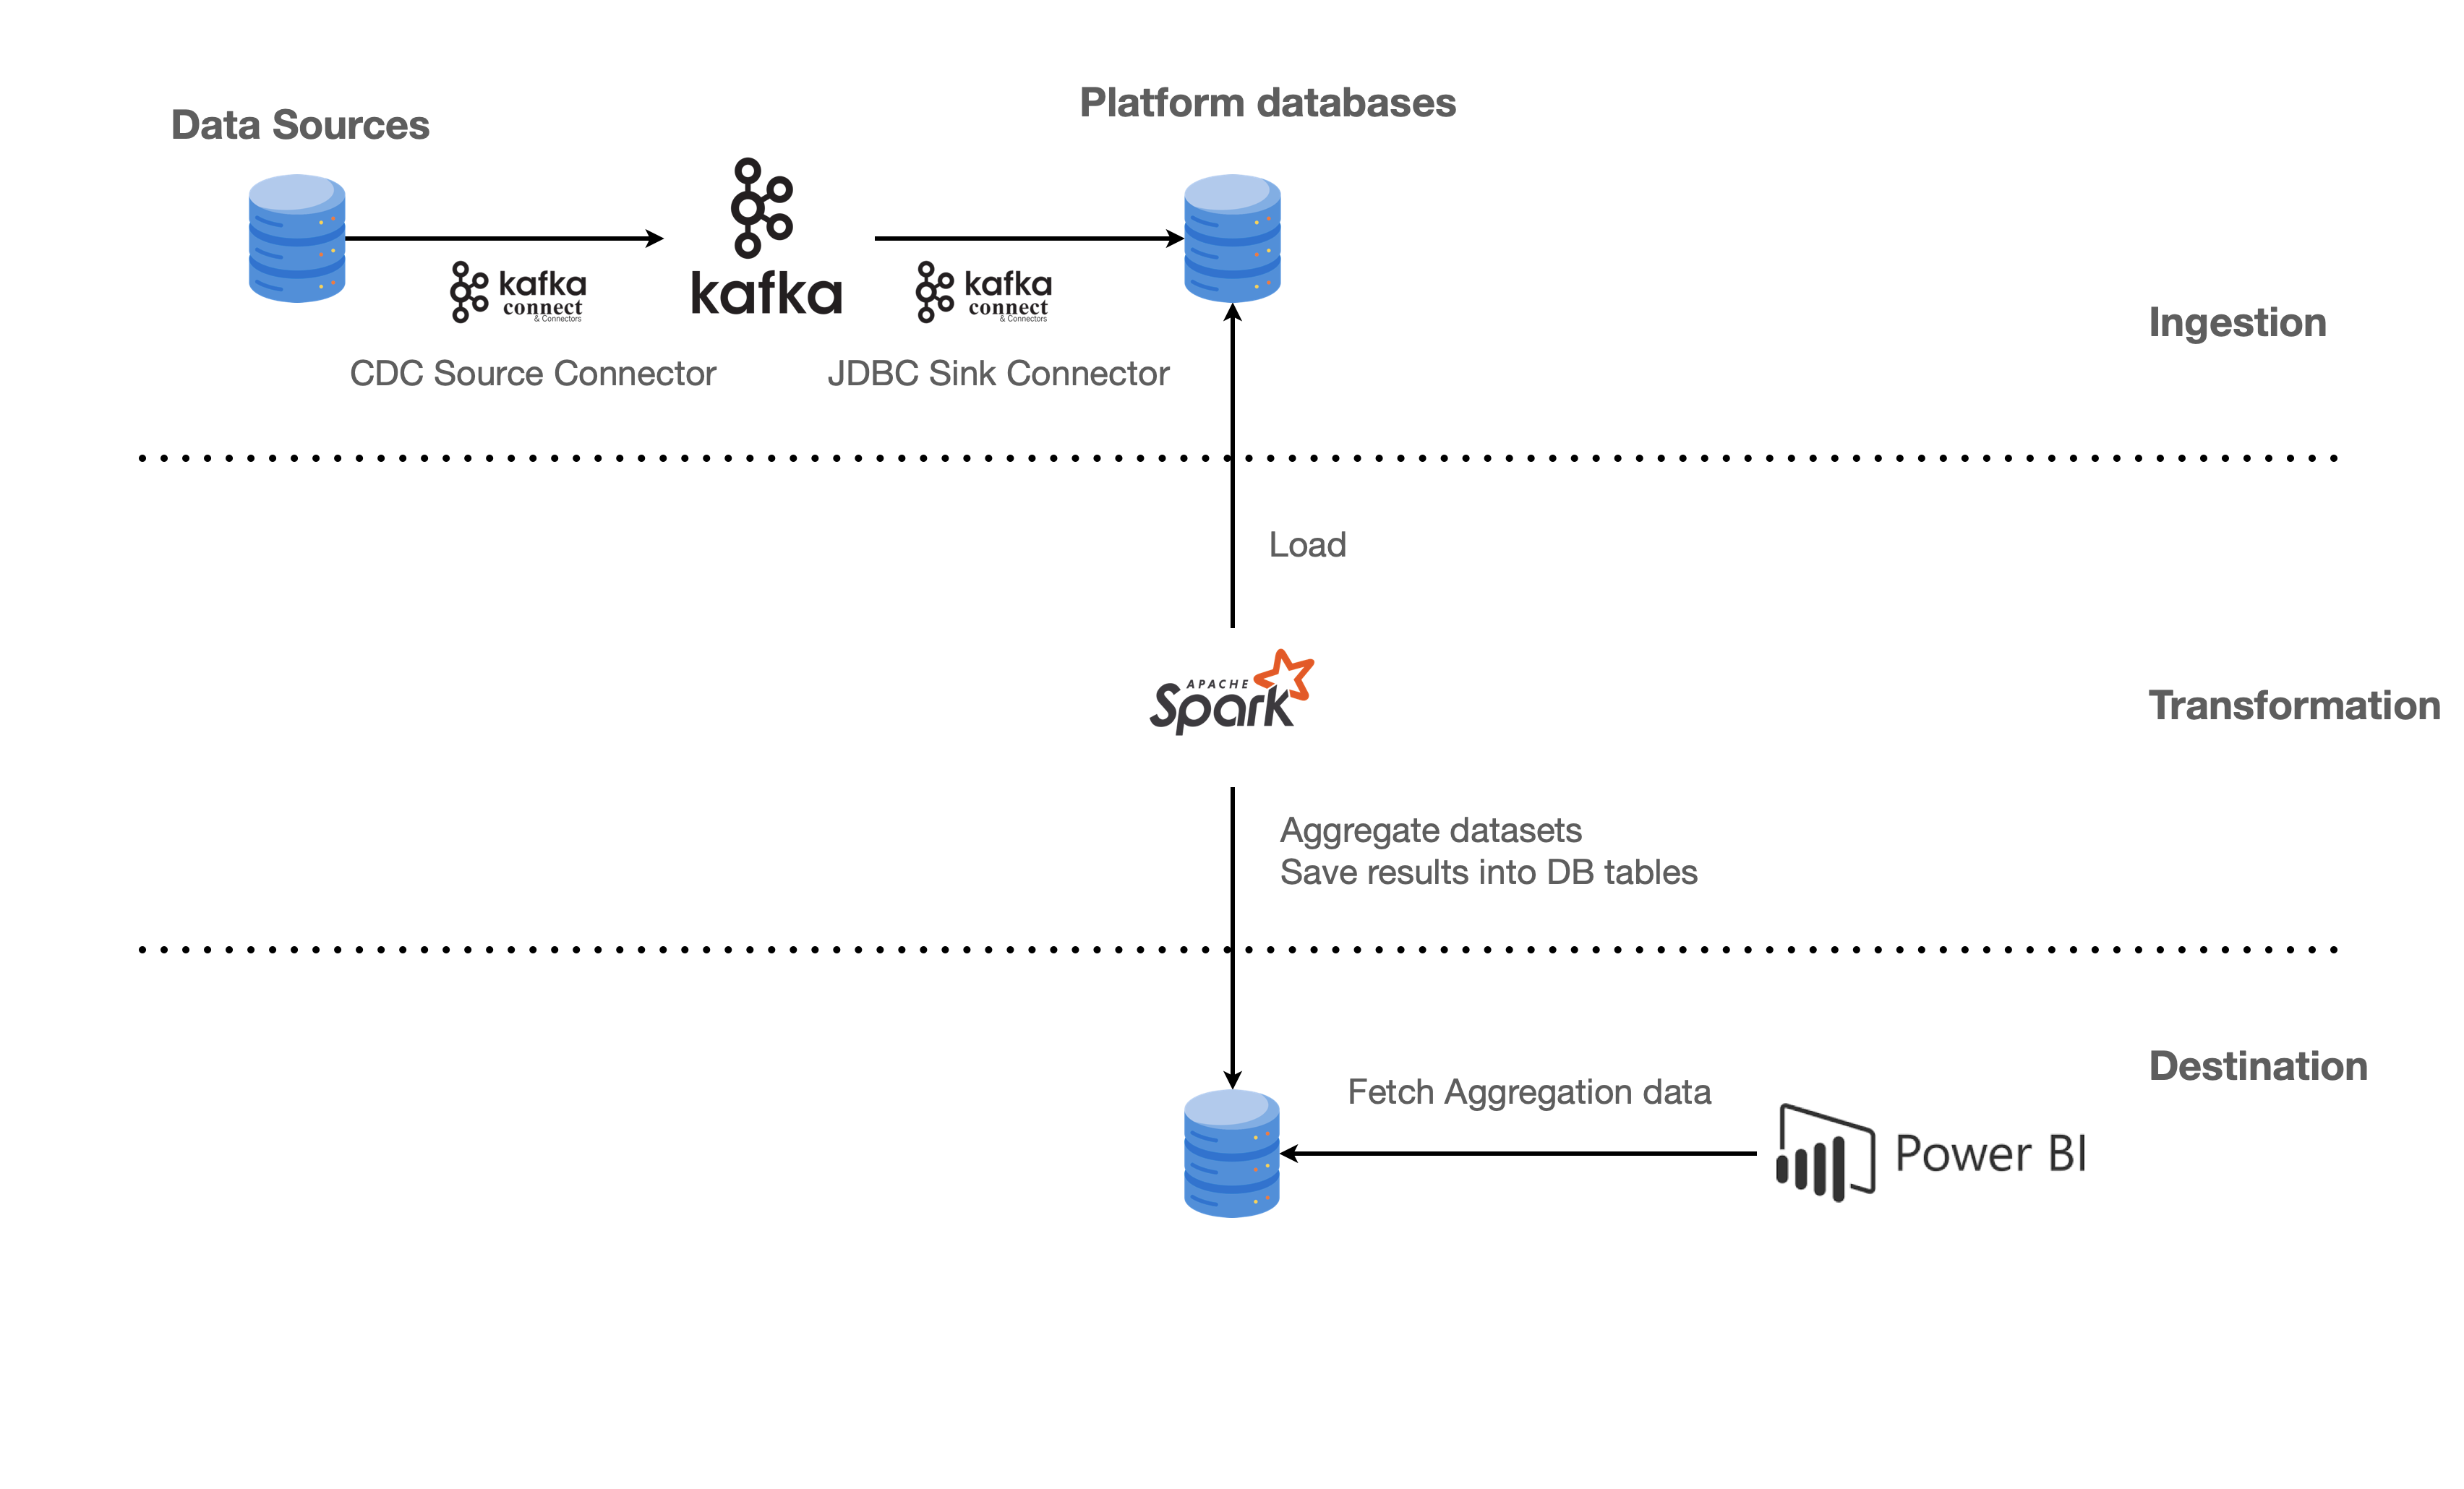 Data Sources
Platform databases
kafka
kafka
connect
& Connectors
kafka
connect
& Connectors
Ingestion
CDC Source Connector
JDBC Sink Connector
Load
APACHE
Spark
Transformation
Aggregate datasets
Save results into DB tables
Destination
Fetch Aggregation data
Power BI